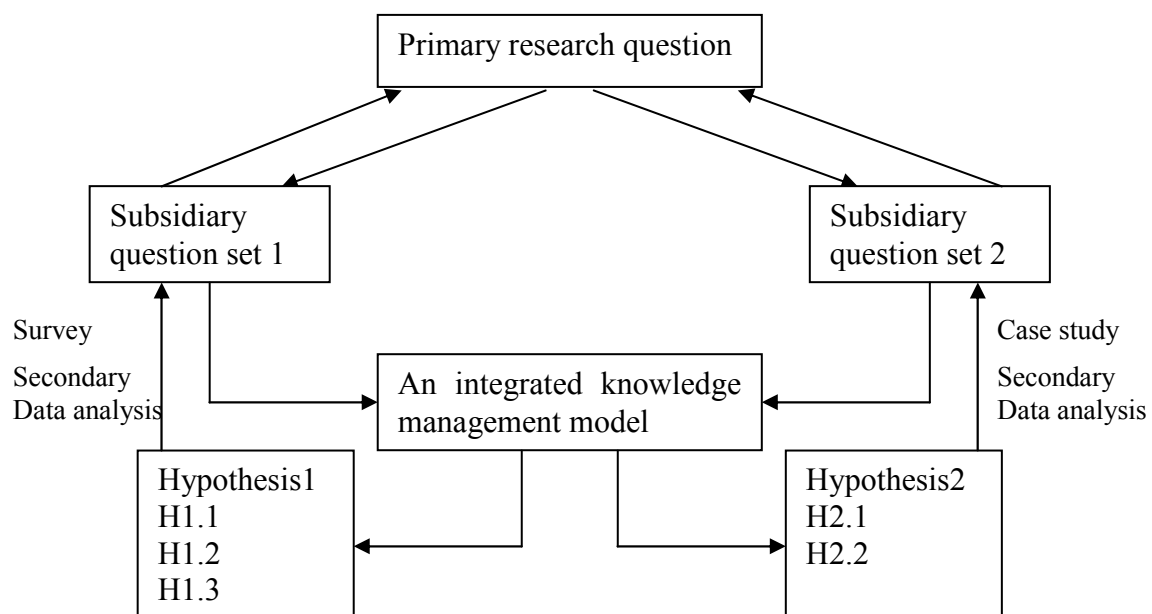 Primary research question
Subsidiary
question set 1
Subsidiary
question set 2
Survey
Secondary
Data analysis
Case study
Secondary
Data analysis
An integrated knowledge
management model
Hypothesis1
H1.1
H1.2
H1.3
Hypothesis2
H2.1
H2.2